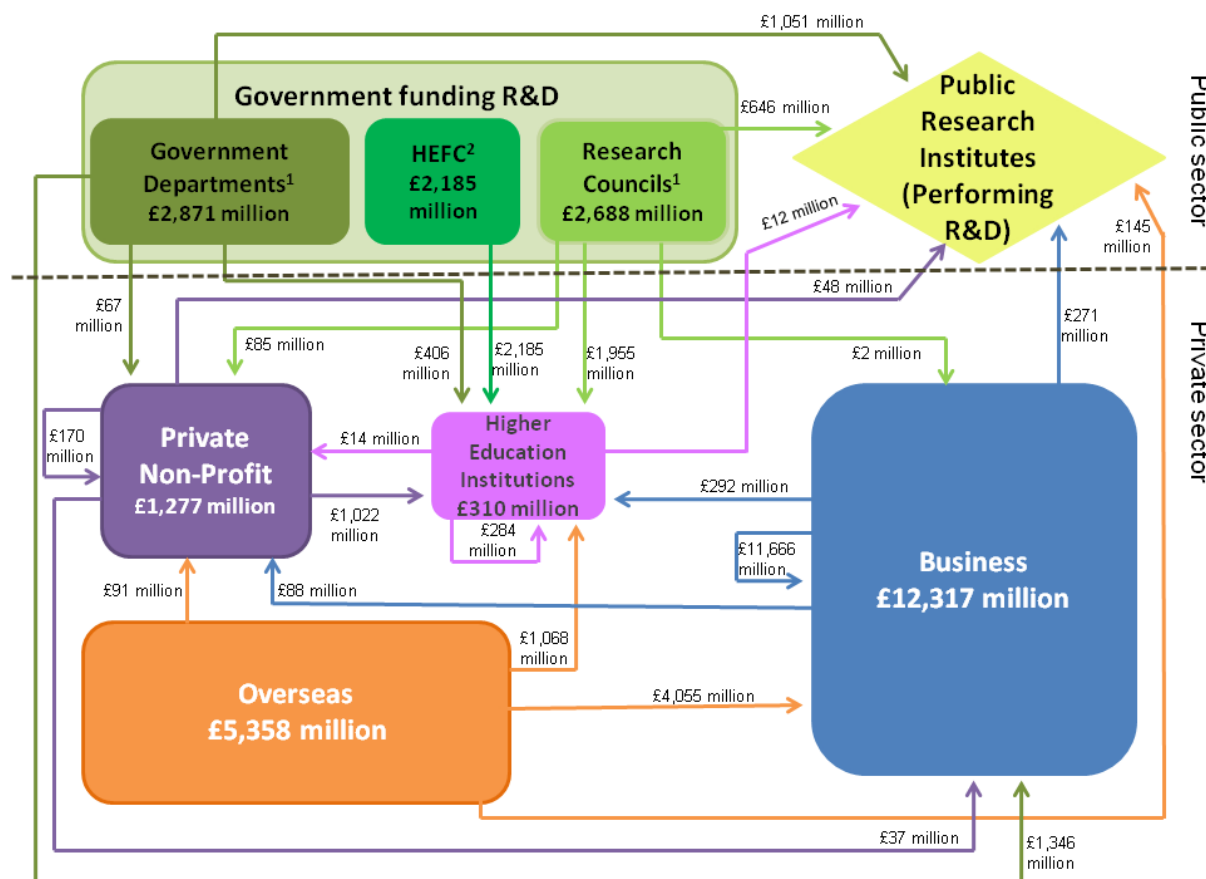 £1,051 million
Government funding R&D
Public
Research
Institutes
(Performing
R&D)
Public sector
£646 million
Government
Departments¹
£2,871 million
HEFC²
£2,185
million
Research
Councils¹
£2,688 million
£12 million
£145
million
£48 million
£67
million
£85 million
£406
million
£2,185
million
£1,955
million
£2 million
£271
million
Private sector
£170
million
Private
Non-Profit
£1,277 million
£14 million
Higher
Education
Institutions
£310 million
£292 million
£1,022
million
£284
million
£11,666
million
Business
£12,317 million
£91 million
£88 million
£1,068
million
Overseas
£5,358 million
£4,055 million
£37 million
£1,346
million